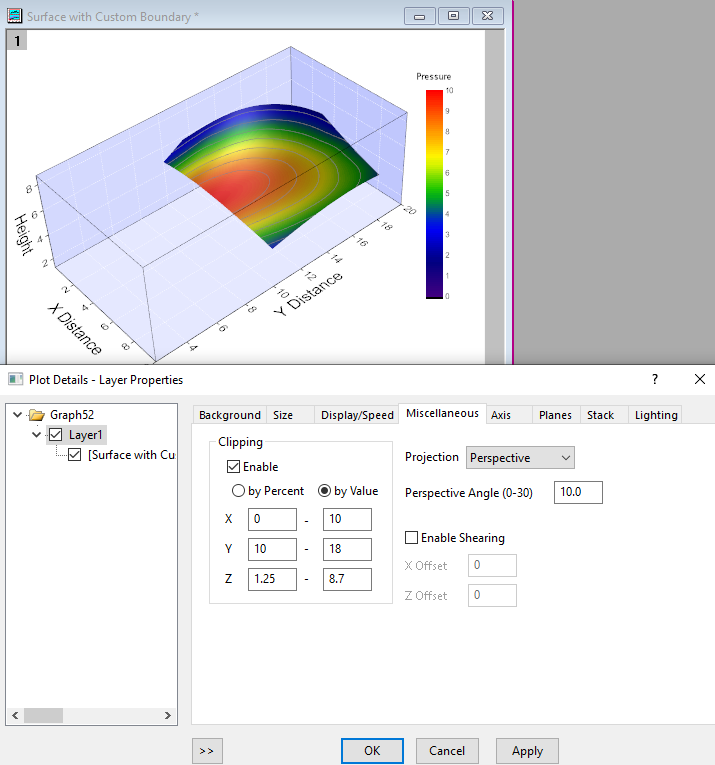 Surface with Custom Boundary *
1
Pressure
10
9
8
7
6
5
4
3
2
1
0
8
6
4
2
Height
2
4
6
8
X Distance
4
6
8
10
12
14
16
18
20
Y Distance
Plot Details - Layer Properties
?
Graph52
Layer1
[Surface with Cu
Background Size Display/Speed Miscellaneous Axis Planes Stack Lighting
Clipping
Enable
by Percent by Value
X 0 - 10
Y 10 - 18
Z 1.25 - 8.7
Projection Perspective
Perspective Angle (0-30) 10.0
Enable Shearing
X Offset 0
Z Offset 0
>> OK Cancel Apply